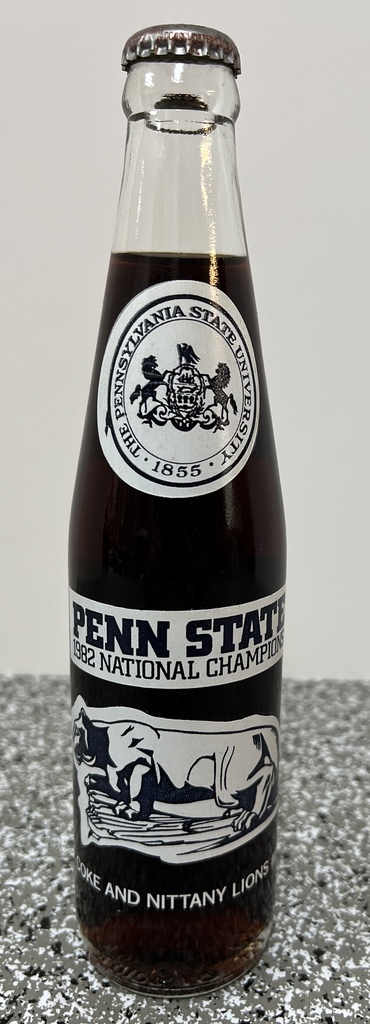 THE PENNSYLVANIA STATE UNIVERSITY
· 1855 ·
PENN STATE
1982 NATIONAL CHAMPIONS
COKE AND NITTANY LIONS